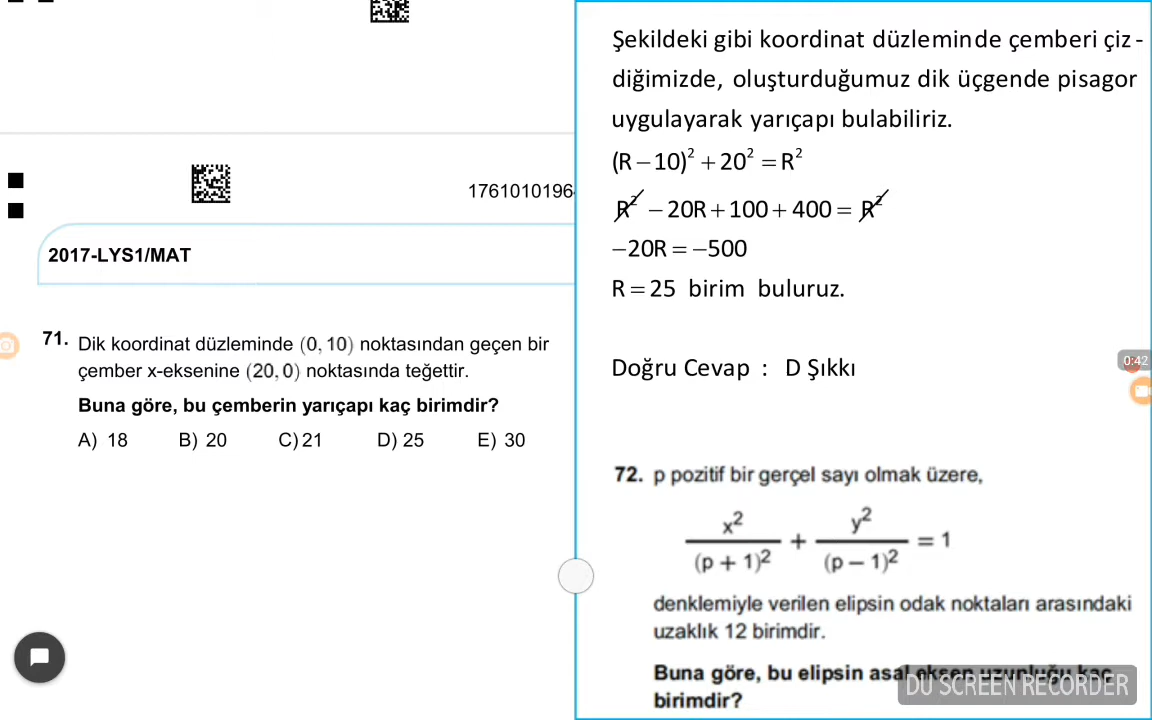 1761010196
2017-LYS1/MAT
71. Dik koordinat düzleminde (0, 10) noktasından geçen bir
çember x-eksenine (20, 0) noktasında teğettir.
Buna göre, bu çemberin yarıçapı kaç birimdir?
A) 18 B) 20 C) 21 D) 25 E) 30
Şekildeki gibi koordinat düzleminde çemberi çiz-
diğimizde, oluşturduğumuz dik üçgende pisagor
uygulayarak yarıçapı bulabiliriz.
(R − 10)² + 20² = R²
R² − 20R + 100 + 400 = R²
−20R = −500
R = 25 birim buluruz.
Doğru Cevap : D Şıkkı
0:42
72. p pozitif bir gerçel sayı olmak üzere,
x²/(p + 1)² + y²/(p − 1)² = 1
denklemiyle verilen elipsin odak noktaları arasındaki
uzaklık 12 birimdir.
Buna göre, bu elipsin asal eksen uzunluğu kaç
birimdir?
DU SCREEN RECORDER